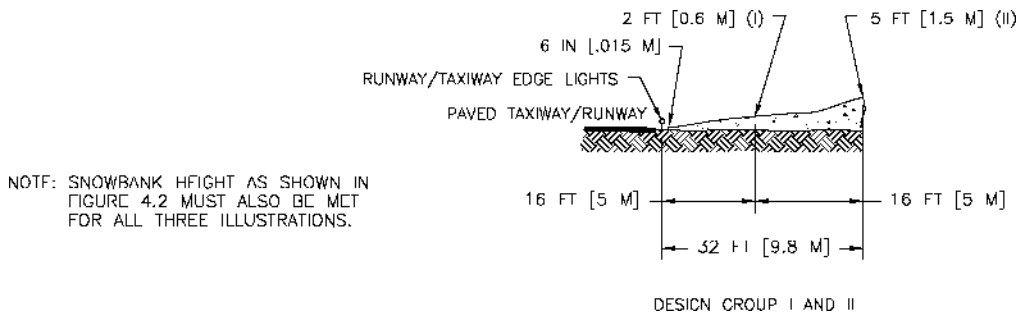 2 FT [0.6 M] (I)
5 FT [1.5 M] (II)
6 IN [.015 M]
RUNWAY/TAXIWAY EDGE LIGHTS
PAVED TAXIWAY/RUNWAY
NOTE: SNOWBANK HEIGHT AS SHOWN IN
FIGURE 4.2 MUST ALSO BE MET
FOR ALL THREE ILLUSTRATIONS.
16 FT [5 M]
16 FT [5 M]
32 FT [9.8 M]
DESIGN GROUP I AND II